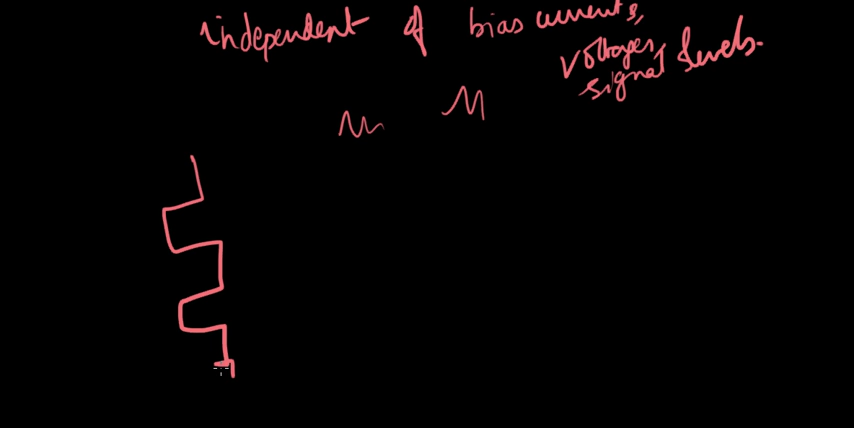 independent of bias currents,
voltages,
signal levels.